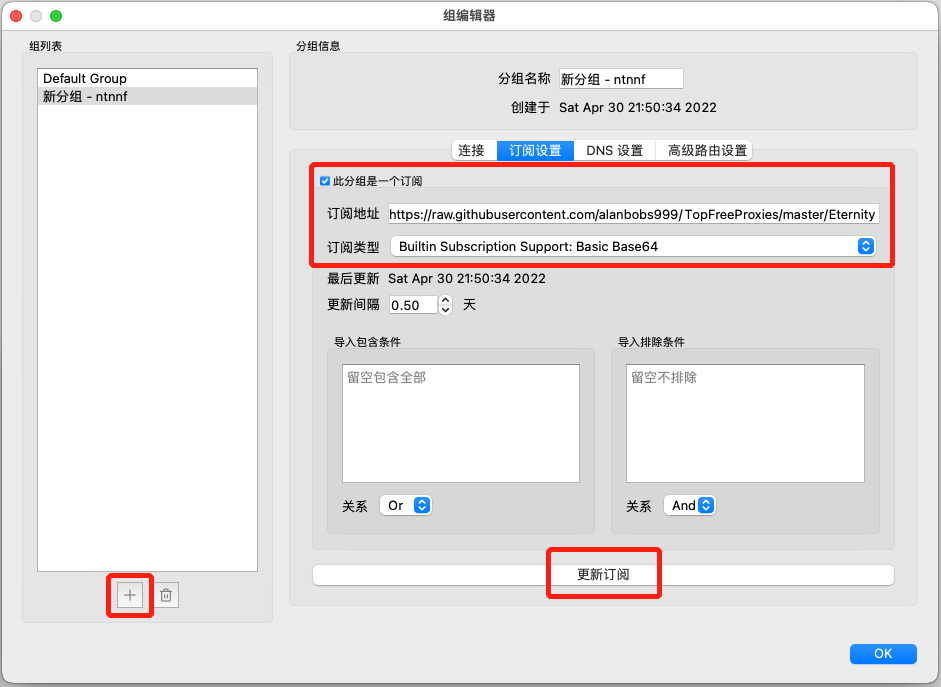 组编辑器
组列表
Default Group
新分组 - ntnnf
分组信息
分组名称 新分组 - ntnnf
创建于 Sat Apr 30 21:50:34 2022
连接 订阅设置 DNS 设置 高级路由设置
此分组是一个订阅
订阅地址 https://raw.githubusercontent.com/alanbobs999/TopFreeProxies/master/Eternity
订阅类型 Builtin Subscription Support: Basic Base64
最后更新 Sat Apr 30 21:50:34 2022
更新间隔 0.50 天
导入包含条件
留空包含全部
关系 Or
导入排除条件
留空不排除
关系 And
更新订阅
OK